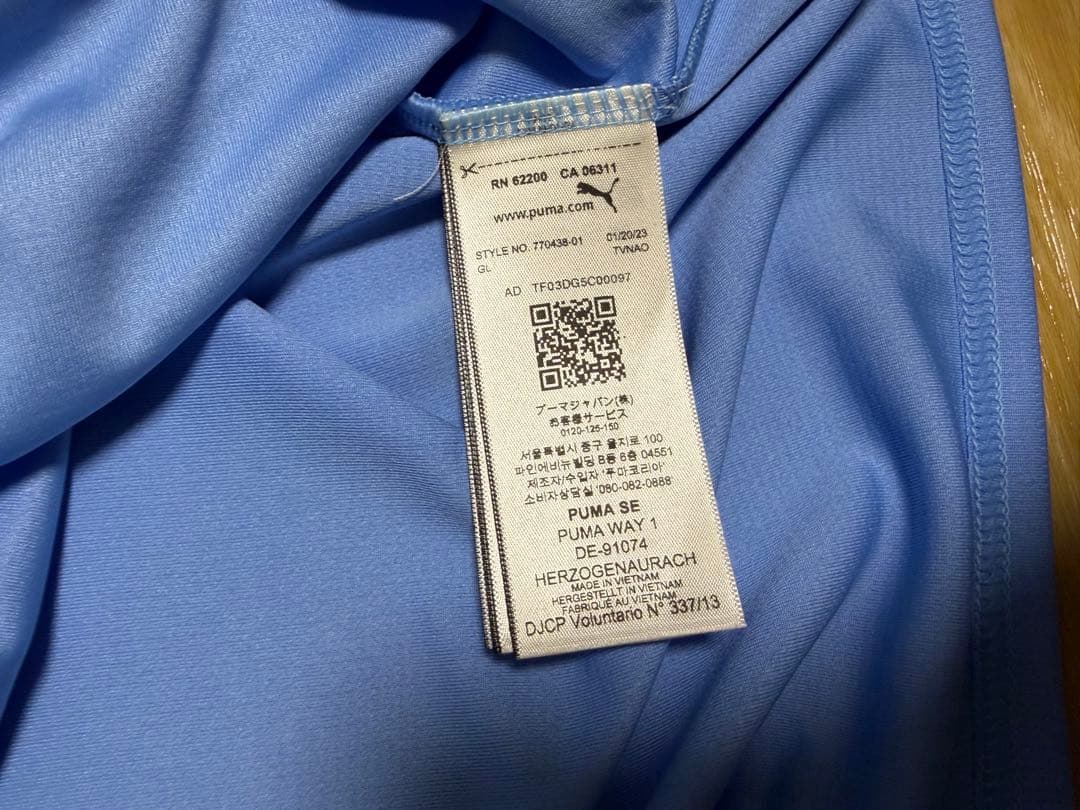 RN 62200 CA 06311
www.puma.com
STYLE NO. 770438-01 01/20/23
GL TVNAO
AD TF03DG5C00097
プーマジャパン(株)
お客様サービス
0120-125-150
서울특별시 중구 을지로 100
파인에비뉴빌딩 B동 6층 04551
제조자/수입자 '푸마코리아'
소비자상담실 '080-082-0888'
PUMA SE
PUMA WAY 1
DE-91074
HERZOGENAURACH
MADE IN VIETNAM
HERGESTELLT IN VIETNAM
FABRIQUÉ AU VIETNAM
DJCP Voluntario N° 337/13